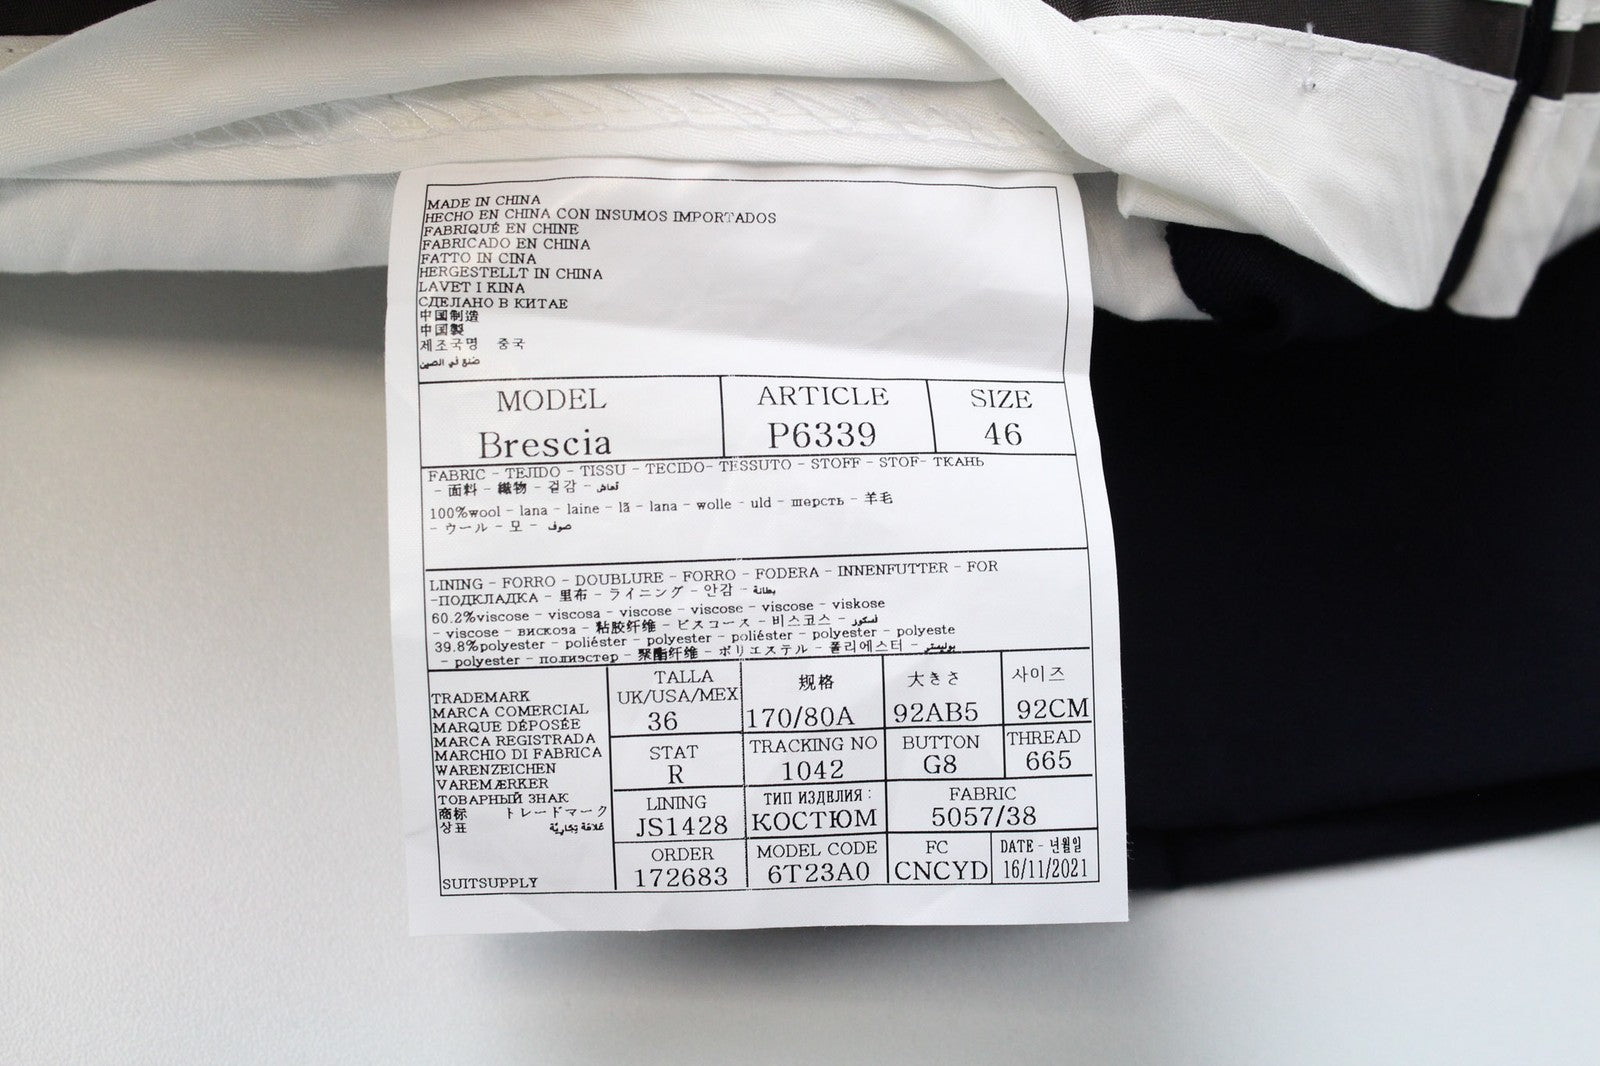 MADE IN CHINA
HECHO EN CHINA CON INSUMOS IMPORTADOS
FABRIQUÉ EN CHINE
FABRICADO EN CHINA
FATTO IN CINA
HERGESTELLT IN CHINA
LAVET I KINA
СДЕЛАНО В КИТАЕ
中国制造
中国製
제조국명 중국
صنع في الصين
MODEL
Brescia
ARTICLE
P6339
SIZE
46
FABRIC - TEJIDO - TISSU - TECIDO- TESSUTO - STOFF - STOF- ТКАНЬ
- 面料 - 織物 - 겉감 - قماش
100%wool - lana - laine - lã - lana - wolle - uld - шерсть - 羊毛
- ウール - 모 - صوف
LINING - FORRO - DOUBLURE - FORRO - FODERA - INNENFUTTER - FOR
-ПОДКЛАДКА - 里布 - ライニング - 안감 - بطانة
60.2%viscose - viscosa - viscose - viscose - viscose - viskose
- viscose - вискоза - 粘胶纤维 - ビスコース - 비스코스 - فسكوز
39.8%polyester - poliéster - polyester - poliéster - polyester - polyeste
- polyester - полиэстер - 聚酯纤维 - ポリエステル - 폴리에스터 - بوليستر
TRADEMARK
MARCA COMERCIAL
MARQUE DÉPOSÉE
MARCA REGISTRADA
MARCHIO DI FABRICA
WARENZEICHEN
VAREMÆRKER
ТОВАРНЫЙ ЗНАК
商标 トレードマーク
상표 علامة تجارية
SUITSUPPLY
TALLA
UK/USA/MEX
36
规格
170/80A
大きさ
92AB5
사이즈
92CM
STAT
R
TRACKING NO
1042
BUTTON
G8
THREAD
665
LINING
JS1428
ТИП ИЗДЕЛИЯ:
КОСТЮМ
FABRIC
5057/38
ORDER
172683
MODEL CODE
6T23A0
FC
CNCYD
DATE - 년월일
16/11/2021